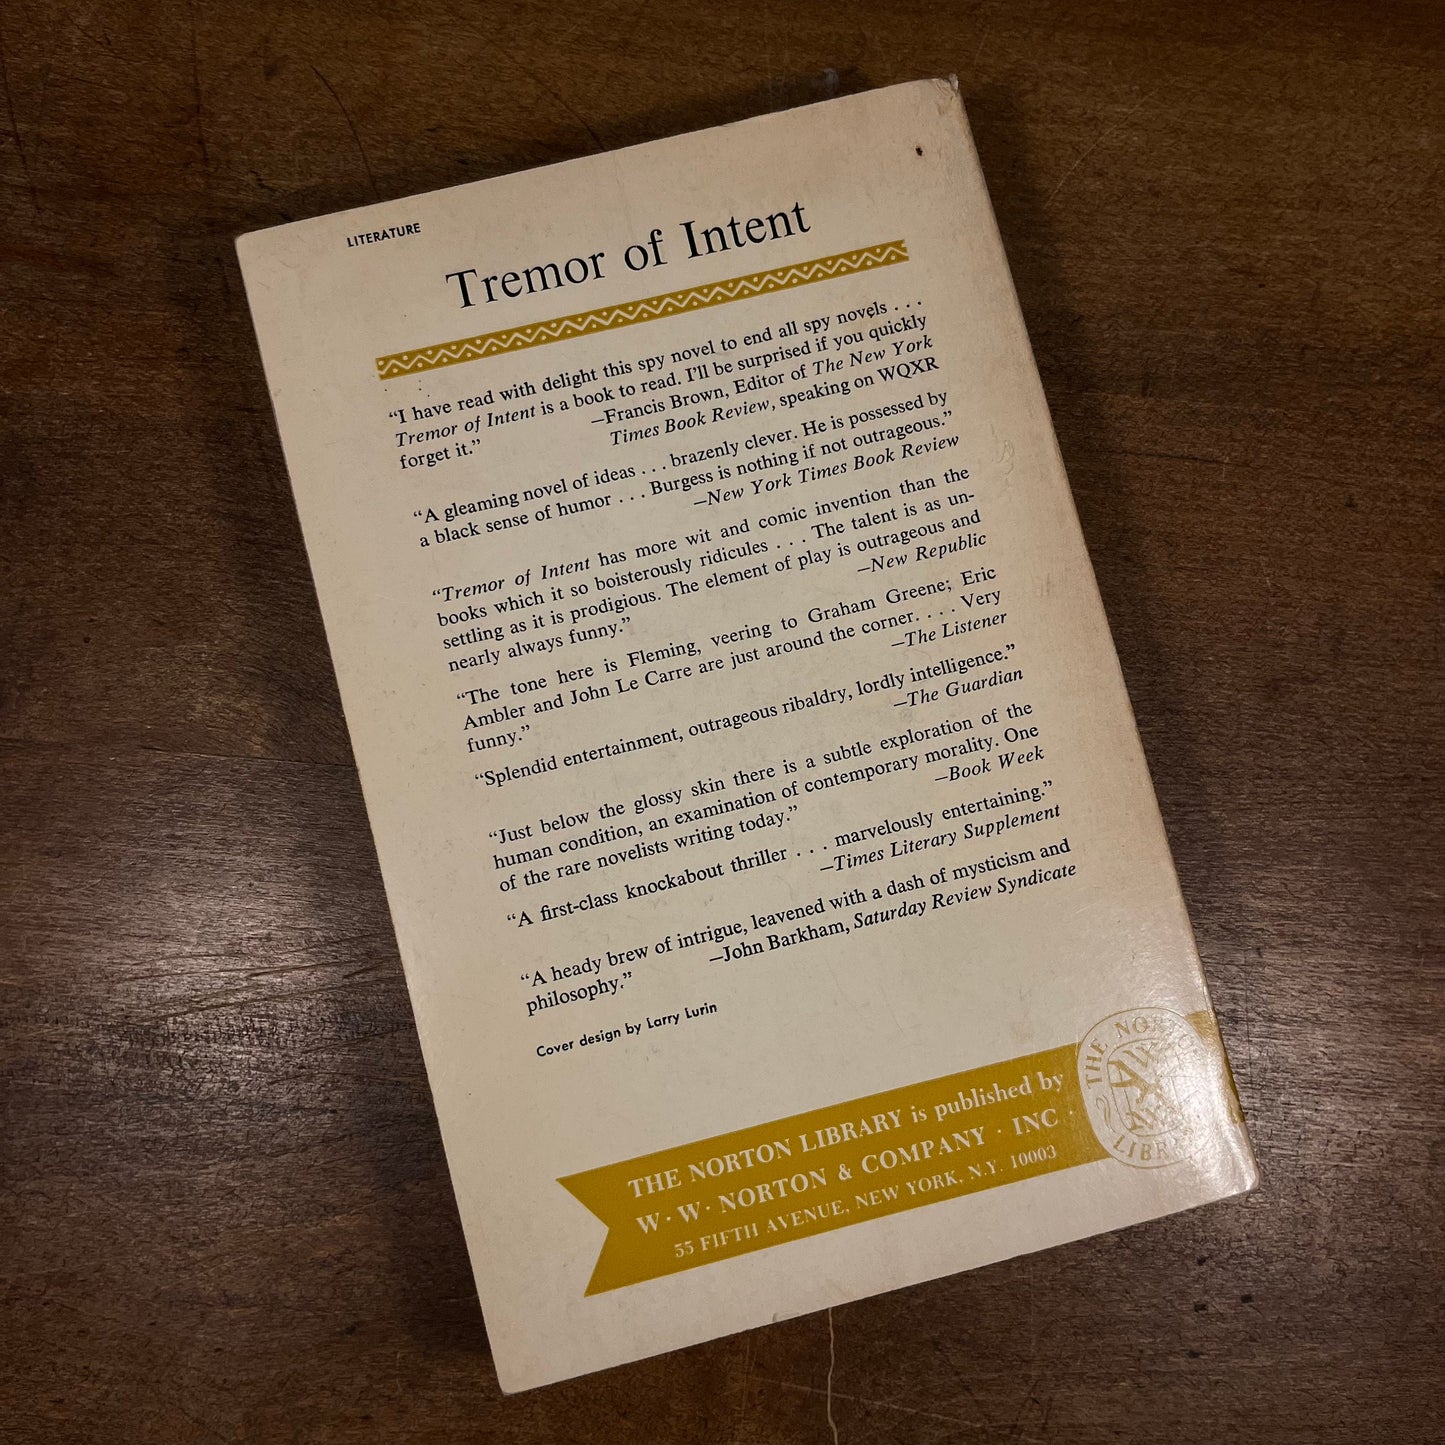 LITERATURE
Tremor of Intent
“I have read with delight this spy novel to end all spy novels . . .
Tremor of Intent is a book to read. I'll be surprised if you quickly
forget it.” —Francis Brown, Editor of The New York
Times Book Review, speaking on WQXR
“A gleaming novel of ideas . . . brazenly clever. He is possessed by
a black sense of humor . . . Burgess is nothing if not outrageous.”
—New York Times Book Review
“Tremor of Intent has more wit and comic invention than the
books which it so boisterously ridicules . . . The talent is as un-
settling as it is prodigious. The element of play is outrageous and
nearly always funny.” —New Republic
“The tone here is Fleming, veering to Graham Greene; Eric
Ambler and John Le Carre are just around the corner. . . . Very
funny.” —The Listener
“Splendid entertainment, outrageous ribaldry, lordly intelligence.”
—The Guardian
“Just below the glossy skin there is a subtle exploration of the
human condition, an examination of contemporary morality. One
of the rare novelists writing today.” —Book Week
“A first-class knockabout thriller . . . marvelously entertaining.”
—Times Literary Supplement
“A heady brew of intrigue, leavened with a dash of mysticism and
philosophy.” —John Barkham, Saturday Review Syndicate
Cover design by Larry Lurin
THE NORTON LIBRARY is published by
W · W · NORTON & COMPANY · INC ·
55 FIFTH AVENUE, NEW YORK, N.Y. 10003
THE NORTON
LIBRARY